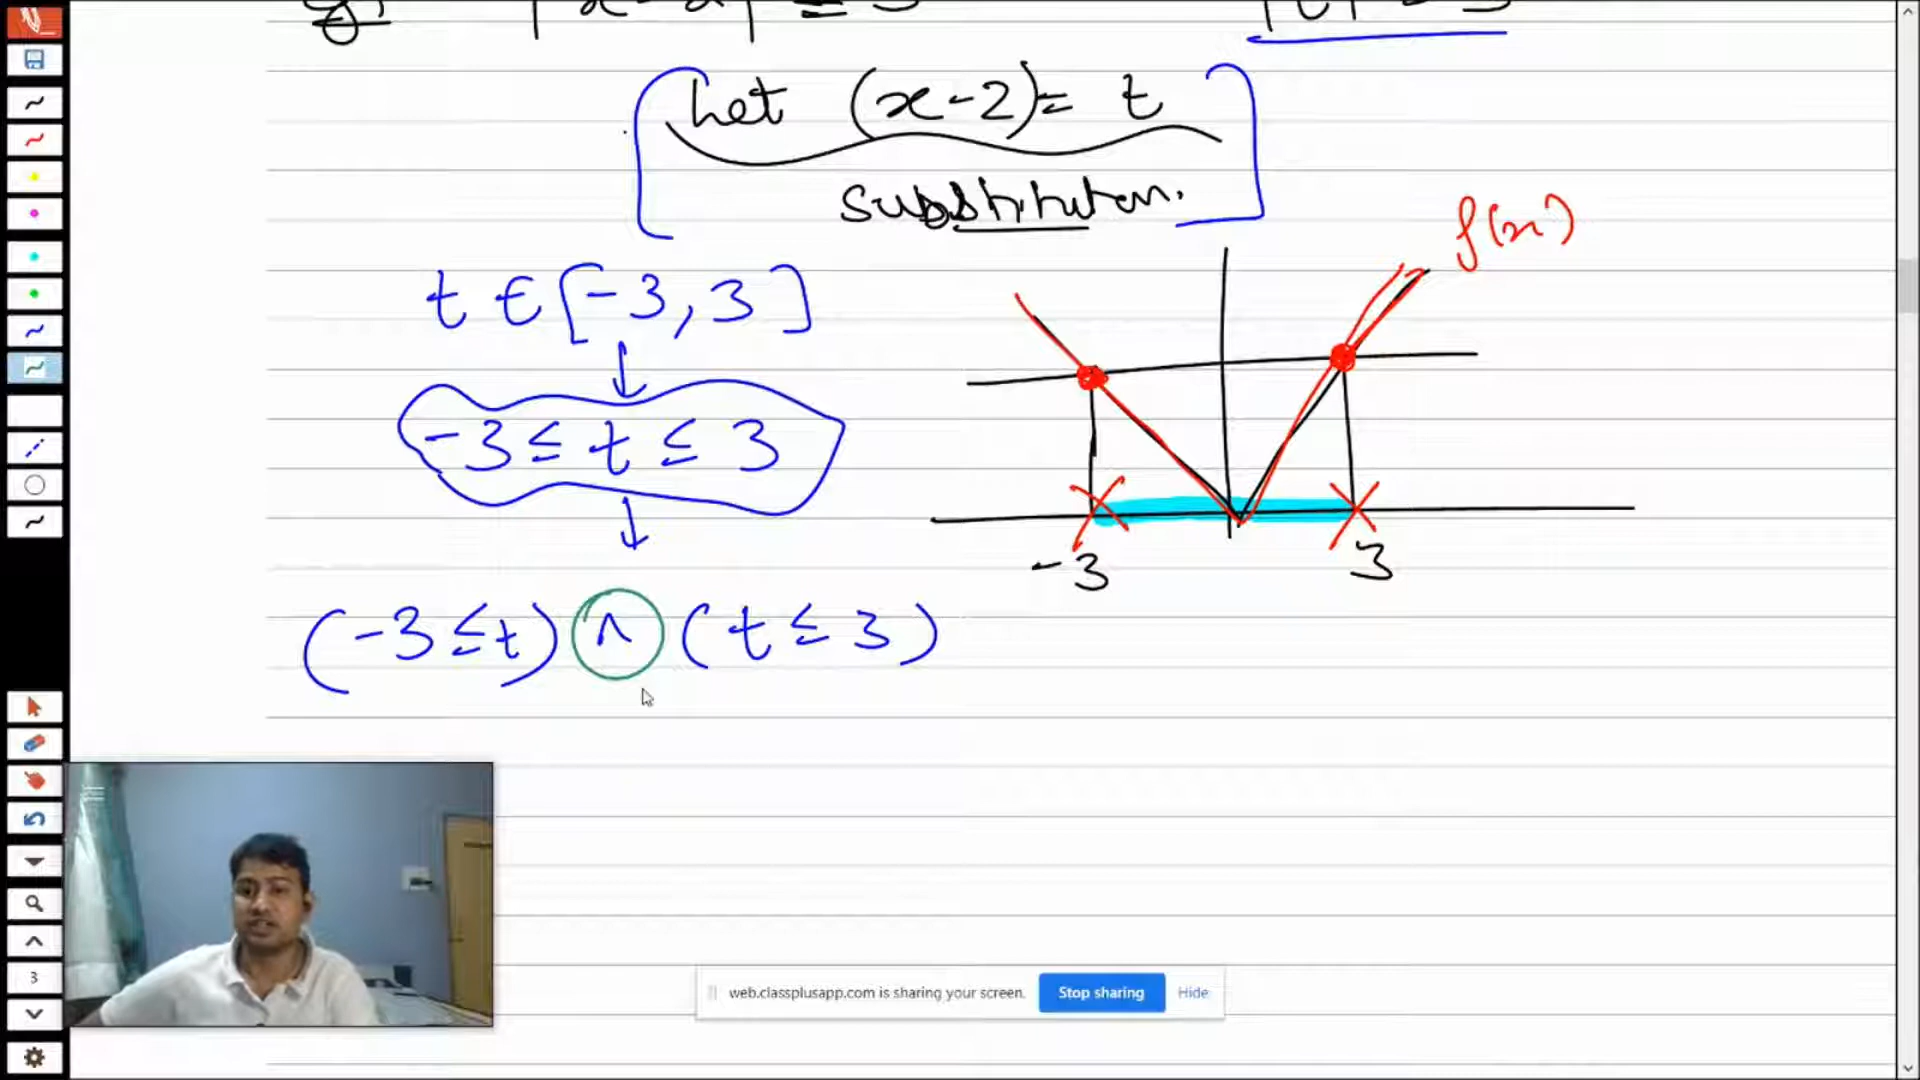 Let (x-2) = t
substitution.
f(x)
t ∈ [-3, 3]
-3 ≤ t ≤ 3
-3
3
(-3 ≤ t) ∧ (t ≤ 3)
3
web.classplusapp.com is sharing your screen.
Stop sharing
Hide